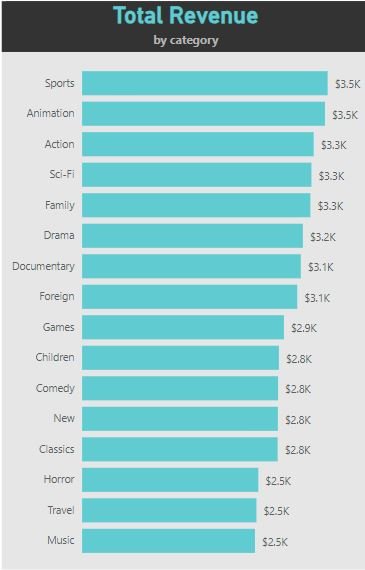 Total Revenue
by category
Sports $3.5K
Animation $3.5K
Action $3.3K
Sci-Fi $3.3K
Family $3.3K
Drama $3.2K
Documentary $3.1K
Foreign $3.1K
Games $2.9K
Children $2.8K
Comedy $2.8K
New $2.8K
Classics $2.8K
Horror $2.5K
Travel $2.5K
Music $2.5K